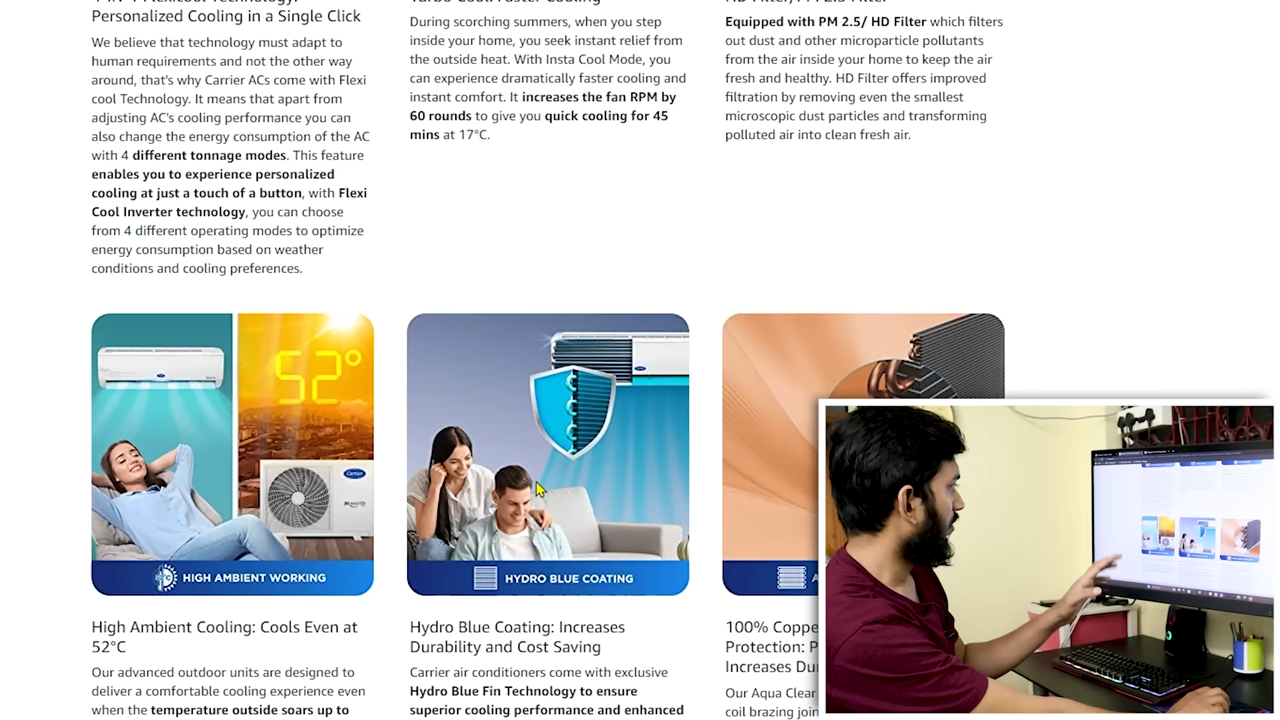 Personalized Cooling in a Single Click
We believe that technology must adapt to
human requirements and not the other way
around, that's why Carrier ACs come with Flexi
cool Technology. It means that apart from
adjusting AC's cooling performance you can
also change the energy consumption of the AC
with 4 different tonnage modes. This feature
enables you to experience personalized
cooling at just a touch of a button, with Flexi
Cool Inverter technology, you can choose
from 4 different operating modes to optimize
energy consumption based on weather
conditions and cooling preferences.
During scorching summers, when you step
inside your home, you seek instant relief from
the outside heat. With Insta Cool Mode, you
can experience dramatically faster cooling and
instant comfort. It increases the fan RPM by
60 rounds to give you quick cooling for 45
mins at 17°C.
Equipped with PM 2.5/ HD Filter which filters
out dust and other microparticle pollutants
from the air inside your home to keep the air
fresh and healthy. HD Filter offers improved
filtration by removing even the smallest
microscopic dust particles and transforming
polluted air into clean fresh air.
52°
Carrier
HIGH AMBIENT WORKING
HYDRO BLUE COATING
High Ambient Cooling: Cools Even at
52°C
Our advanced outdoor units are designed to
deliver a comfortable cooling experience even
when the temperature outside soars up to
Hydro Blue Coating: Increases
Durability and Cost Saving
Carrier air conditioners come with exclusive
Hydro Blue Fin Technology to ensure
superior cooling performance and enhanced
100% Coppe
Protection: P
Increases Du
Our Aqua Clear
coil brazing join